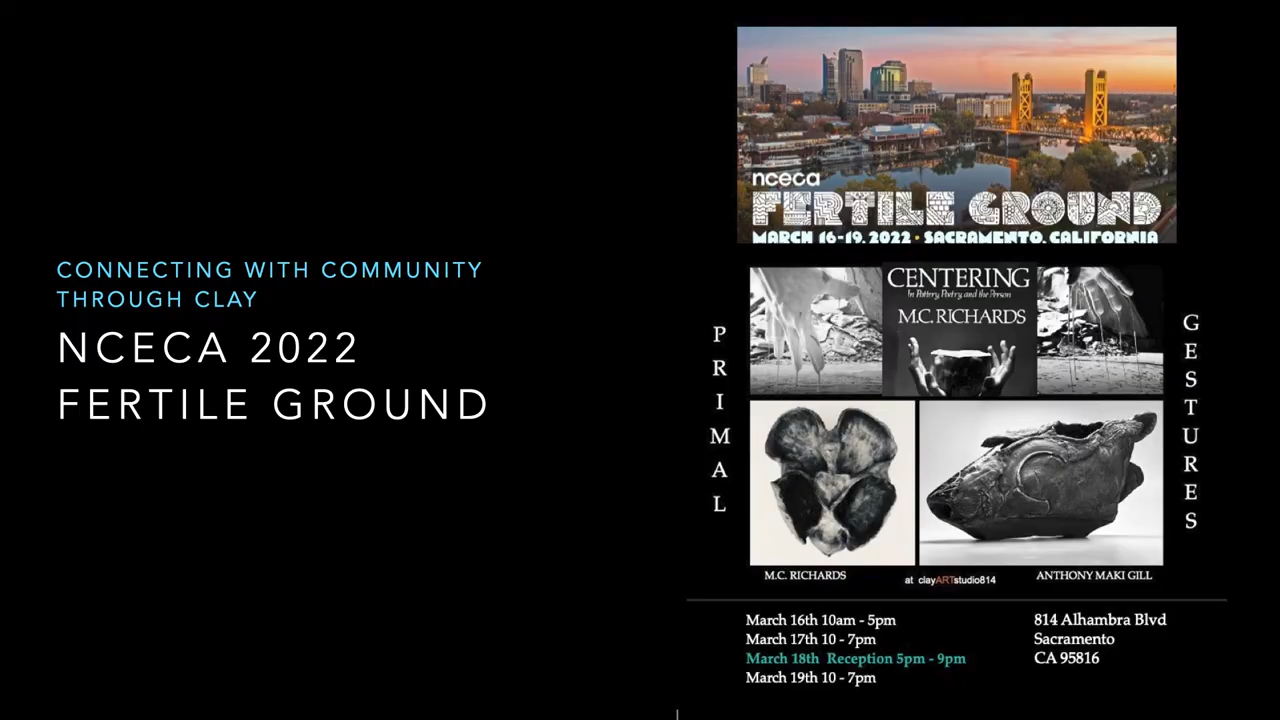 CONNECTING WITH COMMUNITY
THROUGH CLAY
NCECA 2022
FERTILE GROUND
nceca
FERTILE GROUND
MARCH 16-19, 2022 • SACRAMENTO, CALIFORNIA
PRIMAL
CENTERING
In Pottery Poetry and the Person
M.C. RICHARDS
GESTURES
M.C. RICHARDS
at clayARTstudio814
ANTHONY MAKI GILL
March 16th 10am - 5pm
March 17th 10 - 7pm
March 18th Reception 5pm - 9pm
March 19th 10 - 7pm
814 Alhambra Blvd
Sacramento
CA 95816